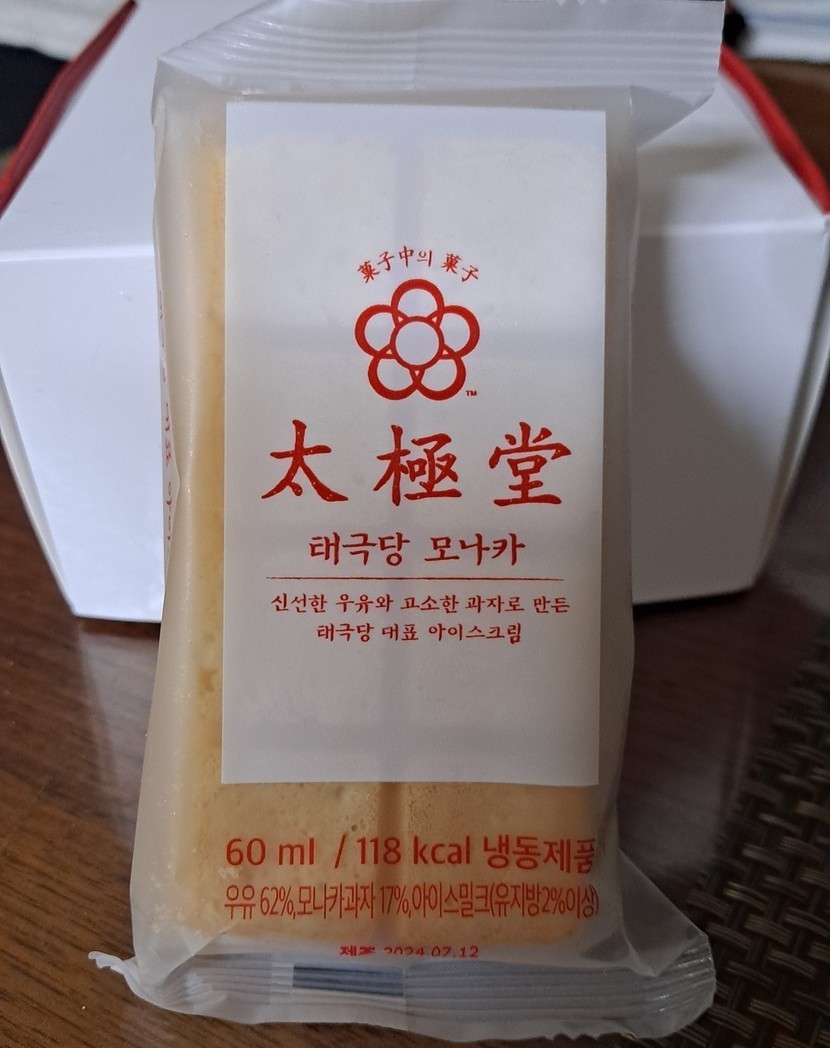 菓子中의 菓子
TM
太極堂
태극당 모나카
신선한 우유와 고소한 과자로 만든
태극당 대표 아이스크림
60 ml / 118 kcal 냉동제품
우유 62%,모나카과자 17%,아이스밀크(유지방2%이상)
제조 2024.07.12